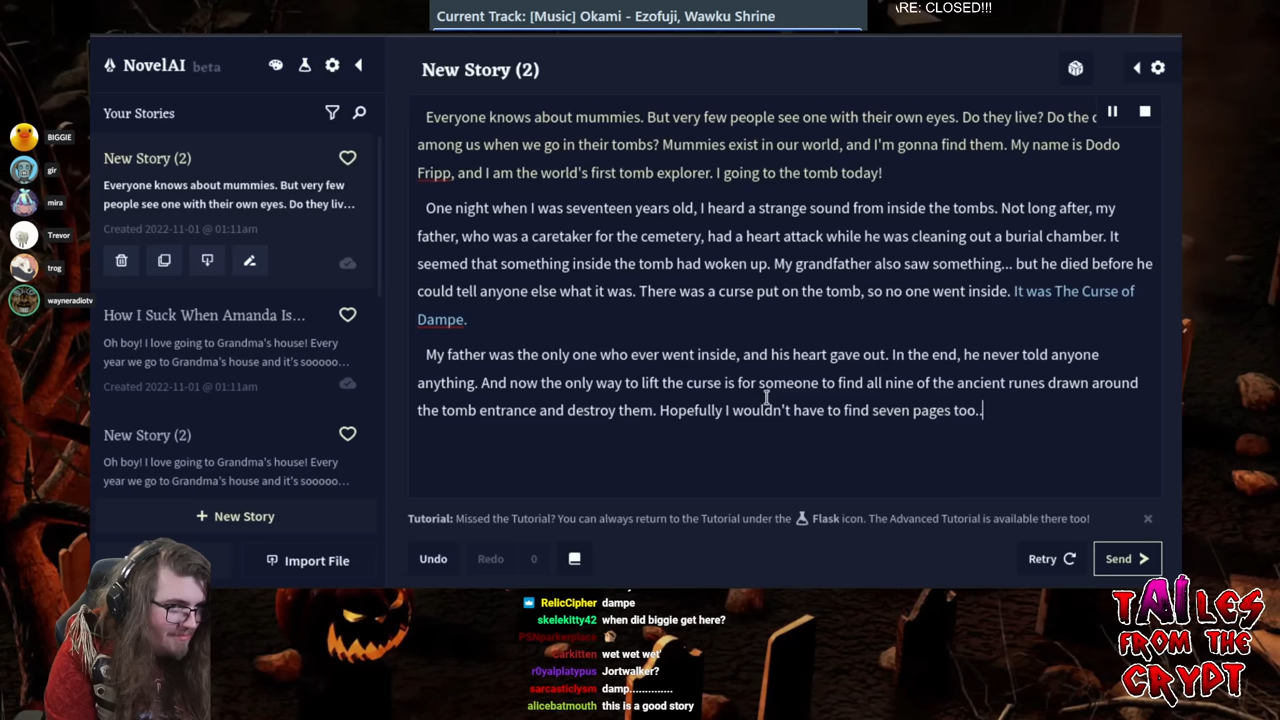 Current Track: [Music] Okami - Ezofuji, Wawku Shrine
\RE: CLOSED!!!
NovelAI beta
Your Stories
New Story (2)
Everyone knows about mummies. But very few
people see one with their own eyes. Do they liv...
Created 2022-11-01 @ 01:11am
How I Suck When Amanda Is...
Oh boy! I love going to Grandma's house! Every
year we go to Grandma's house and it's sooooo...
Created 2022-11-01 @ 01:11am
New Story (2)
Oh boy! I love going to Grandma's house! Every
year we go to Grandma's house and it's sooooo...
+ New Story
Import File
BIGGIE
gir
mira
Trevor
trog
wayneradiotv
New Story (2)
Everyone knows about mummies. But very few people see one with their own eyes. Do they live? Do the
among us when we go in their tombs? Mummies exist in our world, and I'm gonna find them. My name is Dodo
Fripp, and I am the world's first tomb explorer. I going to the tomb today!
One night when I was seventeen years old, I heard a strange sound from inside the tombs. Not long after, my
father, who was a caretaker for the cemetery, had a heart attack while he was cleaning out a burial chamber. It
seemed that something inside the tomb had woken up. My grandfather also saw something... but he died before he
could tell anyone else what it was. There was a curse put on the tomb, so no one went inside. It was The Curse of
Dampe.
My father was the only one who ever went inside, and his heart gave out. In the end, he never told anyone
anything. And now the only way to lift the curse is for someone to find all nine of the ancient runes drawn around
the tomb entrance and destroy them. Hopefully I wouldn't have to find seven pages too..
Tutorial: Missed the Tutorial? You can always return to the Tutorial under the Flask icon. The Advanced Tutorial is available there too!
Undo
Redo
0
Retry
Send
RelicCipher dampe
skelekitty42 when did biggie get here?
PSNparkerplace
Carkitten wet wet wet'
r0yalplatypus Jortwalker?
sarcasticlysm damp..............
alicebatmouth this is a good story
TAILES
FROM THE
CRYPT